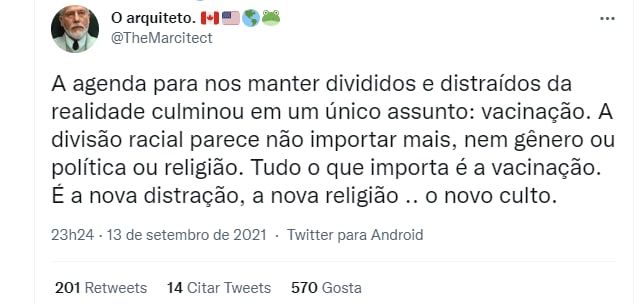 O arquiteto. 🇨🇦🇺🇸🌎🐸
@TheMarcitect
A agenda para nos manter divididos e distraídos da
realidade culminou em um único assunto: vacinação. A
divisão racial parece não importar mais, nem gênero ou
política ou religião. Tudo o que importa é a vacinação.
É a nova distração, a nova religião .. o novo culto.
23h24 · 13 de setembro de 2021 · Twitter para Android
201 Retweets 14 Citar Tweets 570 Gosta